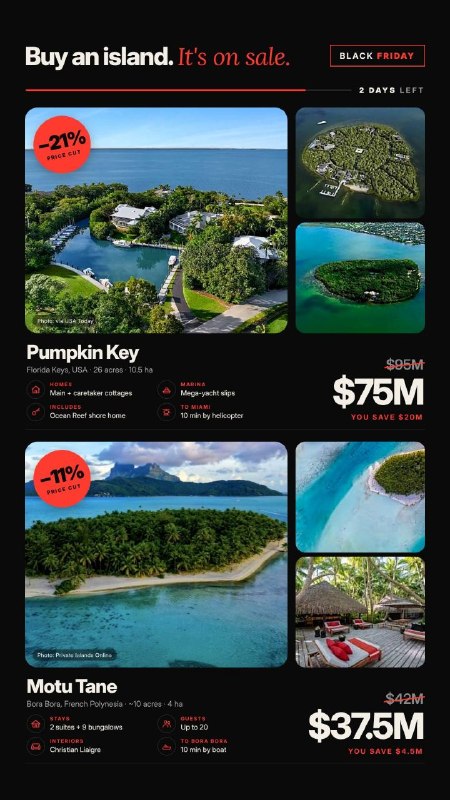 Buy an island. It's on sale.
BLACK FRIDAY
2 DAYS LEFT
–21%
PRICE CUT
Photo: via USA Today
Pumpkin Key
Florida Keys, USA · 26 acres · 10.5 ha
$95M
$75M
YOU SAVE $20M
HOMES
Main + caretaker cottages
MARINA
Mega-yacht slips
INCLUDES
Ocean Reef shore home
TO MIAMI
10 min by helicopter
–11%
PRICE CUT
Photo: Private Islands Online
Motu Tane
Bora Bora, French Polynesia · ~10 acres · 4 ha
$42M
$37.5M
YOU SAVE $4.5M
STAYS
2 suites + 9 bungalows
GUESTS
Up to 20
INTERIORS
Christian Liaigre
TO BORA BORA
10 min by boat